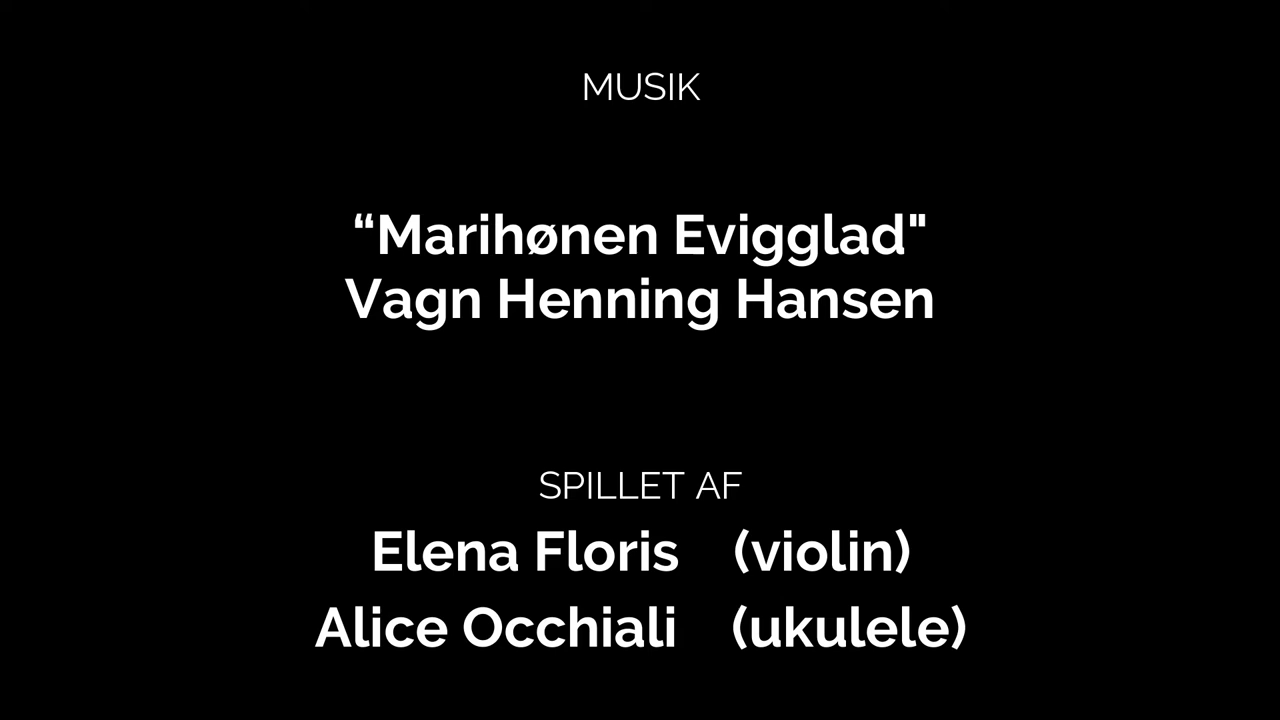 MUSIK
“Marihønen Evigglad"
Vagn Henning Hansen
SPILLET AF
Elena Floris (violin)
Alice Occhiali (ukulele)